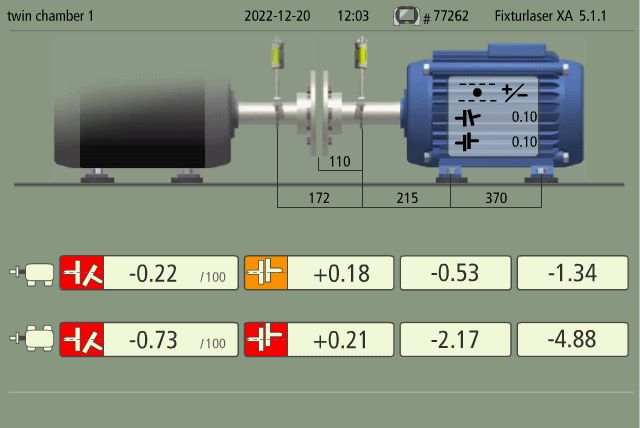 twin chamber 1 2022-12-20 12:03 # 77262 Fixturlaser XA 5.1.1
+/−
0.10
0.10
110
172 215 370
-0.22 /100 +0.18 -0.53 -1.34
-0.73 /100 +0.21 -2.17 -4.88